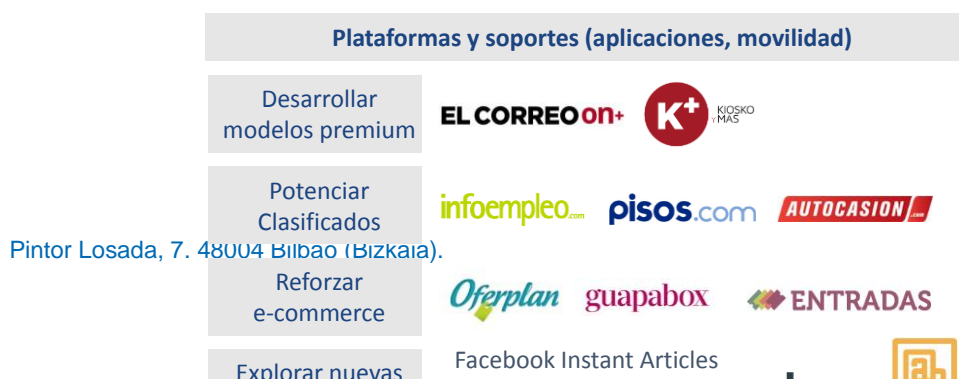 Plataformas y soportes (aplicaciones, movilidad)
Desarrollar
modelos premium
EL CORREO on+
K+ KIOSKO
Y MÁS
Potenciar
Clasificados
infoempleo.com pisos.com AUTOCASION.com
Pintor Losada, 7. 48004 Bilbao (Bizkaia).
Reforzar
e-commerce
Oferplan guapabox ENTRADAS
Explorar nuevas
Facebook Instant Articles